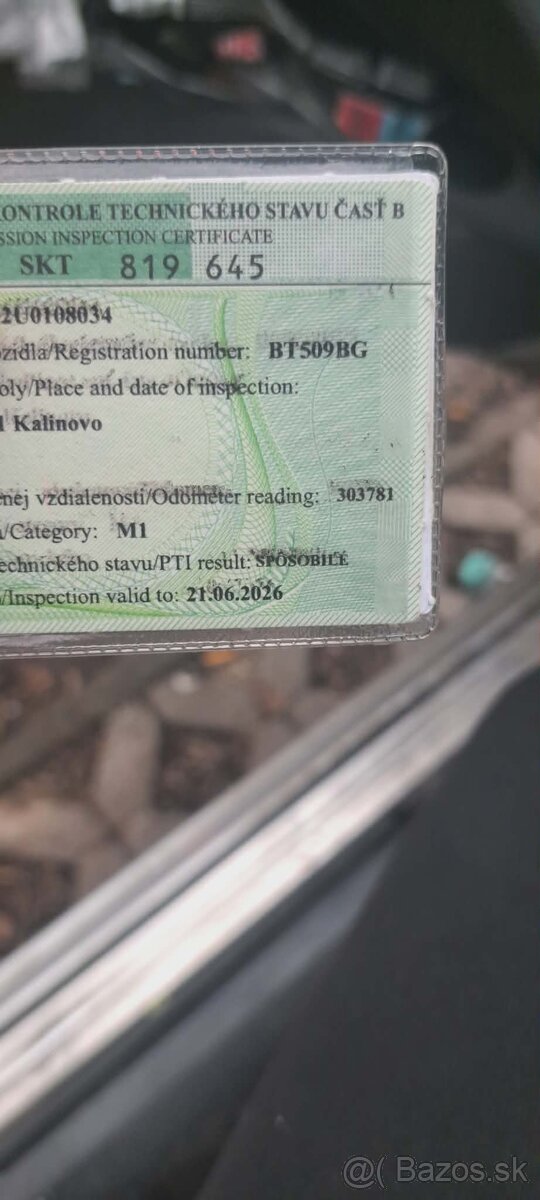 KONTROLE TECHNICKÉHO STAVU ČASŤ B
SSION INSPECTION CERTIFICATE
SKT 819 645
2U0108034
ozidla/Registration number: BT509BG
oly/Place and date of inspection:
Kalinovo
nej vzdialenosti/Odometer reading: 303781
/Category: M1
echnického stavu/PTI result: SPÔSOBILÉ
/Inspection valid to: 21.06.2026
@( Bazos.sk